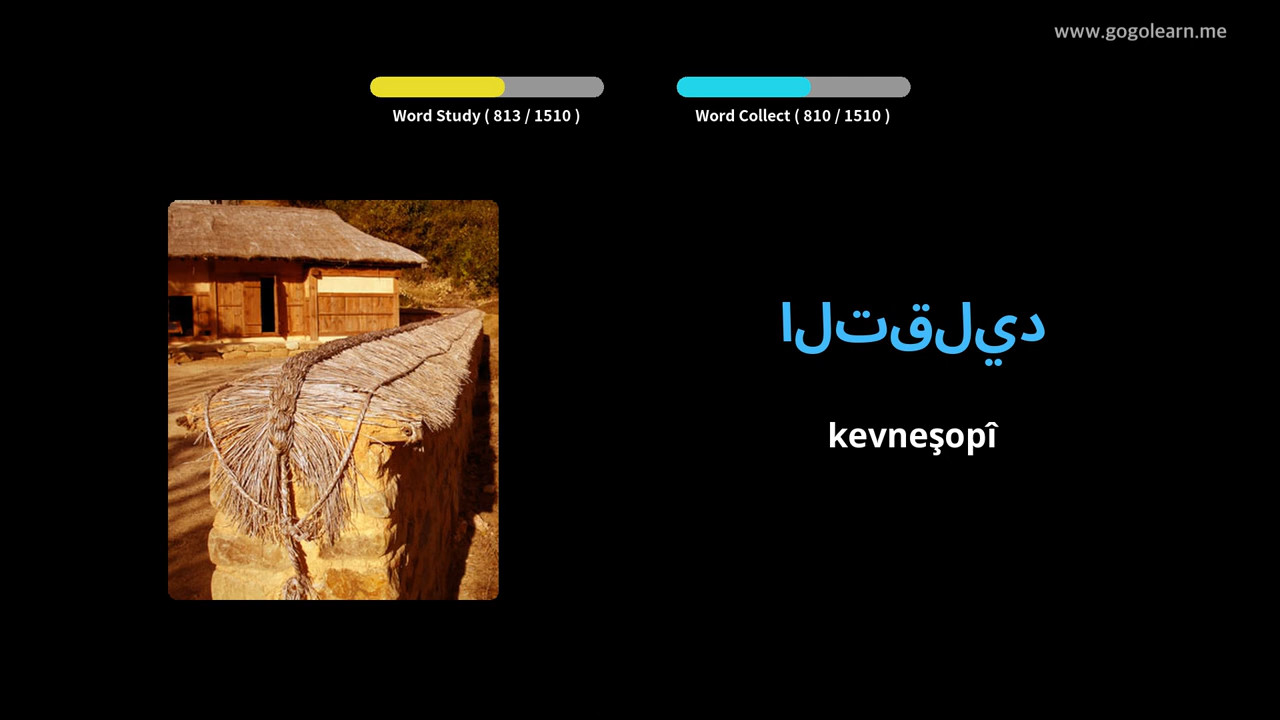 www.gogolearn.me
Word Study ( 813 / 1510 )
Word Collect ( 810 / 1510 )
التقليد
kevneşopî